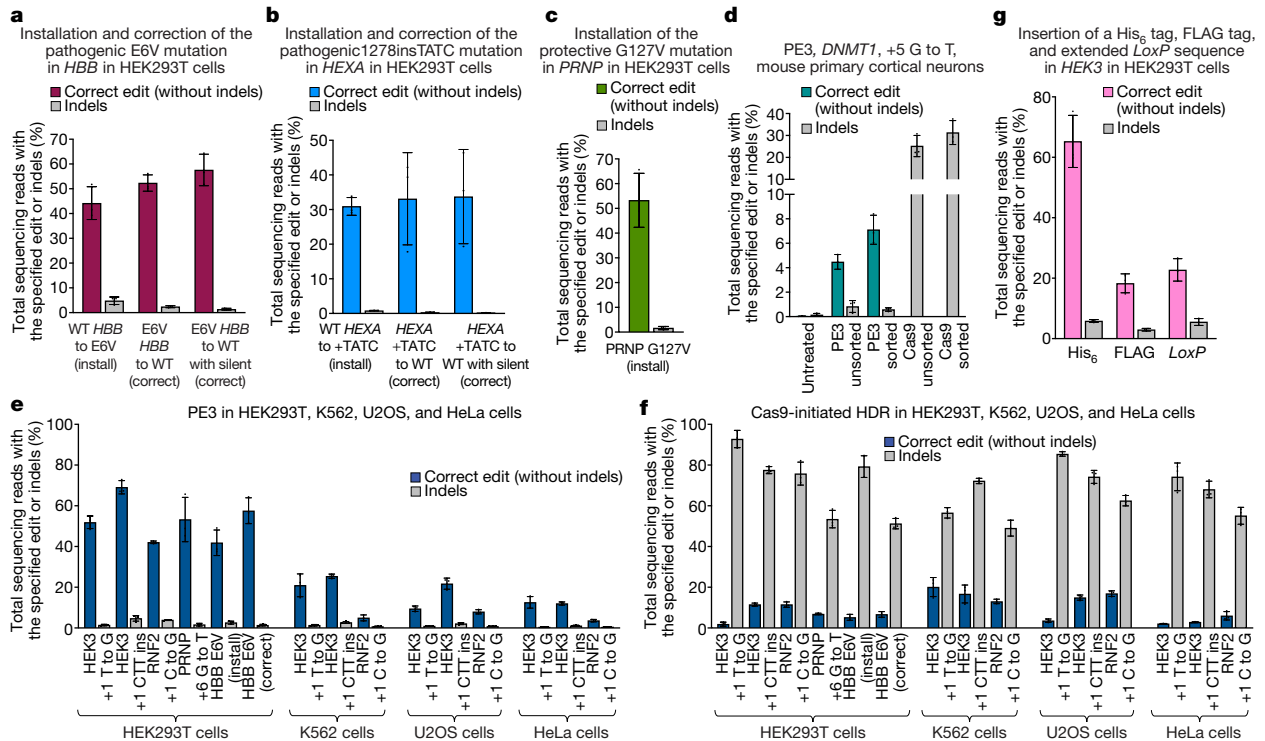 a
Installation and correction of the
pathogenic E6V mutation
in HBB in HEK293T cells
Correct edit (without indels)
Indels
Total sequencing reads with
the specified edit or indels (%)
70
60
50
40
30
20
10
0
WT HBB
to E6V
(install)
E6V
HBB
to WT
(correct)
E6V HBB
to WT
with silent
(correct)
b
Installation and correction of the
pathogenic1278insTATC mutation
in HEXA in HEK293T cells
Correct edit (without indels)
Indels
Total sequencing reads with
the specified edit or indels (%)
50
40
30
20
10
0
WT HEXA
to +TATC
(install)
HEXA
+TATC
to WT
(correct)
HEXA
+TATC to
WT with silent
(correct)
c
Installation of the
protective G127V mutation
in PRNP in HEK293T cells
Correct edit
(without indels)
Indels
Total sequencing reads with
the specified edit or indels (%)
70
60
50
40
30
20
10
0
PRNP G127V
(install)
d
PE3, DNMT1, +5 G to T,
mouse primary cortical neurons
Correct edit
(without indels)
Indels
Total sequencing reads with
the specified edit or indels (%)
40
30
20
10
10
8
6
4
2
0
Untreated
PE3
unsorted
PE3
sorted
Cas9
unsorted
Cas9
sorted
g
Insertion of a His6 tag, FLAG tag,
and extended LoxP sequence
in HEK3 in HEK293T cells
Correct edit
(without indels)
Indels
Total sequencing reads with
the specified edit or indels (%)
80
60
40
20
0
His6
FLAG
LoxP
e
PE3 in HEK293T, K562, U2OS, and HeLa cells
Correct edit (without indels)
Indels
Total sequencing reads with
the specified edit or indels (%)
100
80
60
40
20
0
HEK3
+1 T to G
HEK3
+1 CTT ins
RNF2
+1 C to G
PRNP
+6 G to T
HBB E6V
(install)
HBB E6V
(correct)
HEK3
+1 T to G
HEK3
+1 CTT ins
RNF2
+1 C to G
HEK3
+1 T to G
HEK3
+1 CTT ins
RNF2
+1 C to G
HEK3
+1 T to G
HEK3
+1 CTT ins
RNF2
+1 C to G
HEK293T cells
K562 cells
U2OS cells
HeLa cells
f
Cas9-initiated HDR in HEK293T, K562, U2OS, and HeLa cells
Correct edit (without indels)
Indels
Total sequencing reads with
the specified edit or indels (%)
100
80
60
40
20
0
HEK3
+1 T to G
HEK3
+1 CTT ins
RNF2
+1 C to G
PRNP
+6 G to T
HBB E6V
(install)
HBB E6V
(correct)
HEK3
+1 T to G
HEK3
+1 CTT ins
RNF2
+1 C to G
HEK3
+1 T to G
HEK3
+1 CTT ins
RNF2
+1 C to G
HEK3
+1 T to G
HEK3
+1 CTT ins
RNF2
+1 C to G
HEK293T cells
K562 cells
U2OS cells
HeLa cells